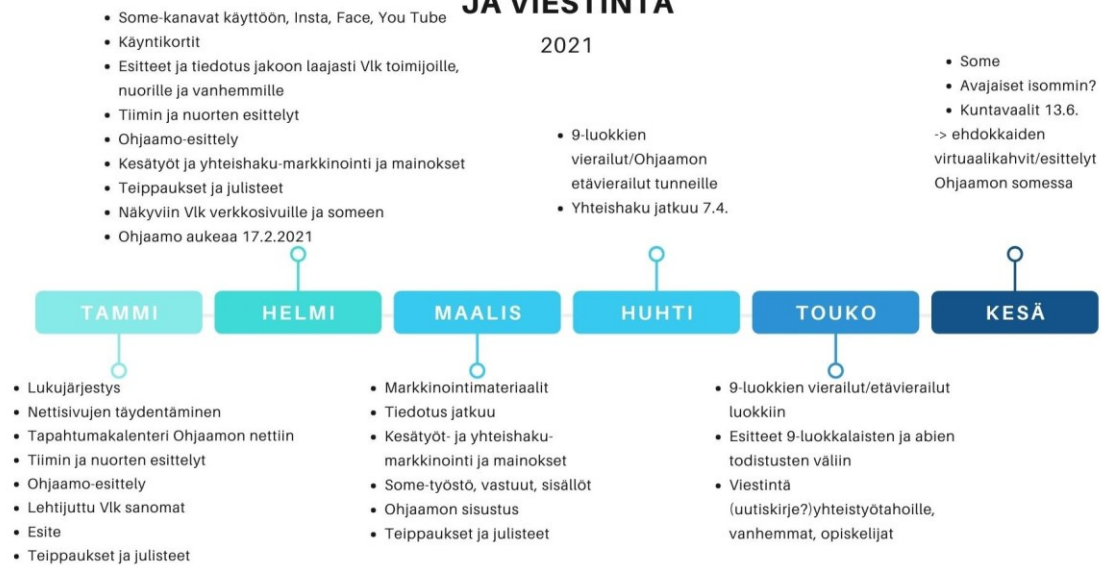 JA VIESTINTÄ
2021
• Some-kanavat käyttöön, Insta, Face, You Tube
• Käyntikortit
• Esitteet ja tiedotus jakoon laajasti Vlk toimijoille,
nuorille ja vanhemmille
• Tiimin ja nuorten esittelyt
• Ohjaamo-esittely
• Kesätyöt ja yhteishaku-markkinointi ja mainokset
• Teippaukset ja julisteet
• Näkyviin Vlk verkkosivuille ja someen
• Ohjaamo aukeaa 17.2.2021
• 9-luokkien
vierailut/Ohjaamon
etävierailut tunneille
• Yhteishaku jatkuu 7.4.
• Some
• Avajaiset isommin?
• Kuntavaalit 13.6.
-> ehdokkaiden
virtuaalikahvit/esittelyt
Ohjaamon somessa
TAMMI
HELMI
MAALIS
HUHTI
TOUKO
KESÄ
• Lukujärjestys
• Nettisivujen täydentäminen
• Tapahtumakalenteri Ohjaamon nettiin
• Tiimin ja nuorten esittelyt
• Ohjaamo-esittely
• Lehtijuttu Vlk sanomat
• Esite
• Teippaukset ja julisteet
• Markkinointimateriaalit
• Tiedotus jatkuu
• Kesätyöt- ja yhteishaku-
markkinointi ja mainokset
• Some-työstö, vastuut, sisällöt
• Ohjaamon sisustus
• Teippaukset ja julisteet
• 9-luokkien vierailut/etävierailut
luokkiin
• Esitteet 9-luokkalaisten ja abien
todistusten väliin
• Viestintä
(uutiskirje?)yhteistyötahoille,
vanhemmat, opiskelijat